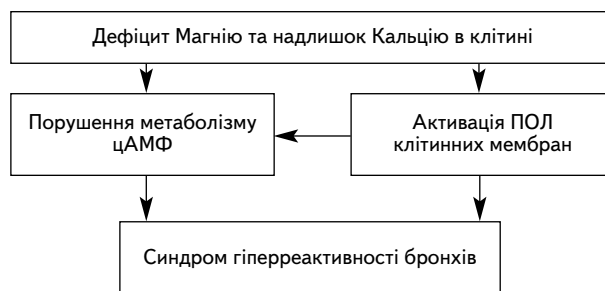 Дефіцит Магнію та надлишок Кальцію в клітині
Порушення метаболізму
цАМФ
Активація ПОЛ
клітинних мембран
Синдром гіперреактивності бронхів